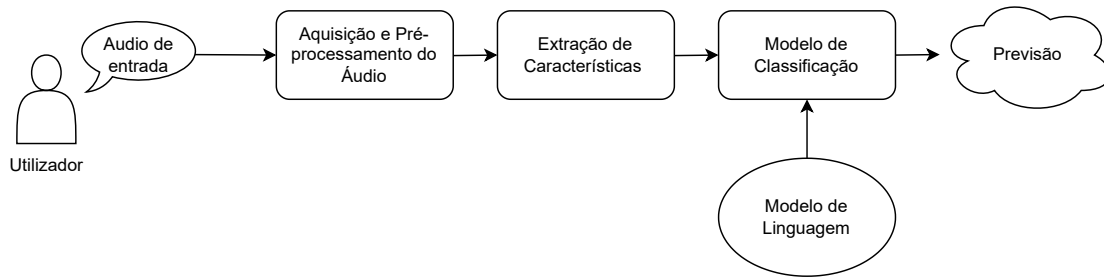 Audio de
entrada
Utilizador
Aquisição e Pré-
processamento do
Áudio
Extração de
Características
Modelo de
Classificação
Previsão
Modelo de
Linguagem